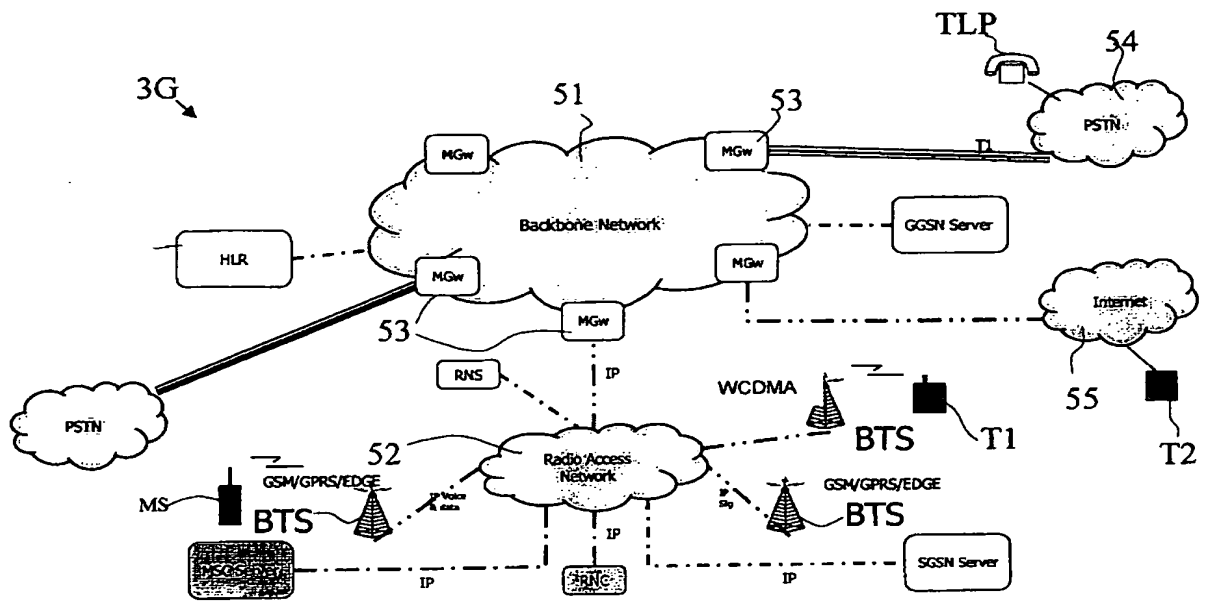 TLP
54
3G
51
53
PSTN
MGw
MGw
T1
Backbone Network
GGSN Server
HLR
MGw
MGw
Internet
53
MGw
RNS
IP
WCDMA
55
PSTN
52
BTS
T1
T2
Radio Access
Network
MS
GSM/GPRS/EDGE
BTS
IP Voice
& data
IP
Sig
GSM/GPRS/EDGE
BTS
IP
MSC Server
IP
RNC
IP
SGSN Server